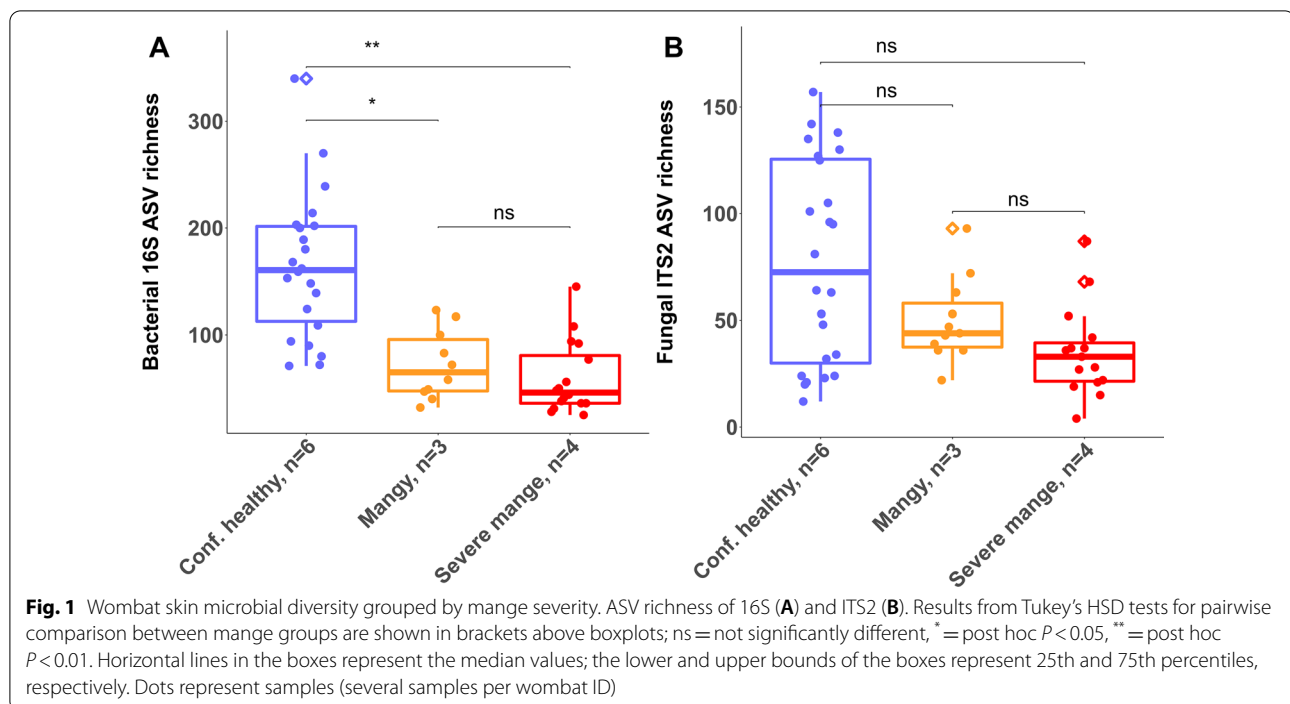 A
B
Bacterial 16S ASV richness
300
200
100
**
*
ns
Conf. healthy, n=6
Mangy, n=3
Severe mange, n=4
Fungal ITS2 ASV richness
150
100
50
0
ns
ns
ns
Conf. healthy, n=6
Mangy, n=3
Severe mange, n=4
Fig. 1 Wombat skin microbial diversity grouped by mange severity. ASV richness of 16S (A) and ITS2 (B). Results from Tukey's HSD tests for pairwise
comparison between mange groups are shown in brackets above boxplots; ns = not significantly different, * = post hoc P < 0.05, ** = post hoc
P < 0.01. Horizontal lines in the boxes represent the median values; the lower and upper bounds of the boxes represent 25th and 75th percentiles,
respectively. Dots represent samples (several samples per wombat ID)